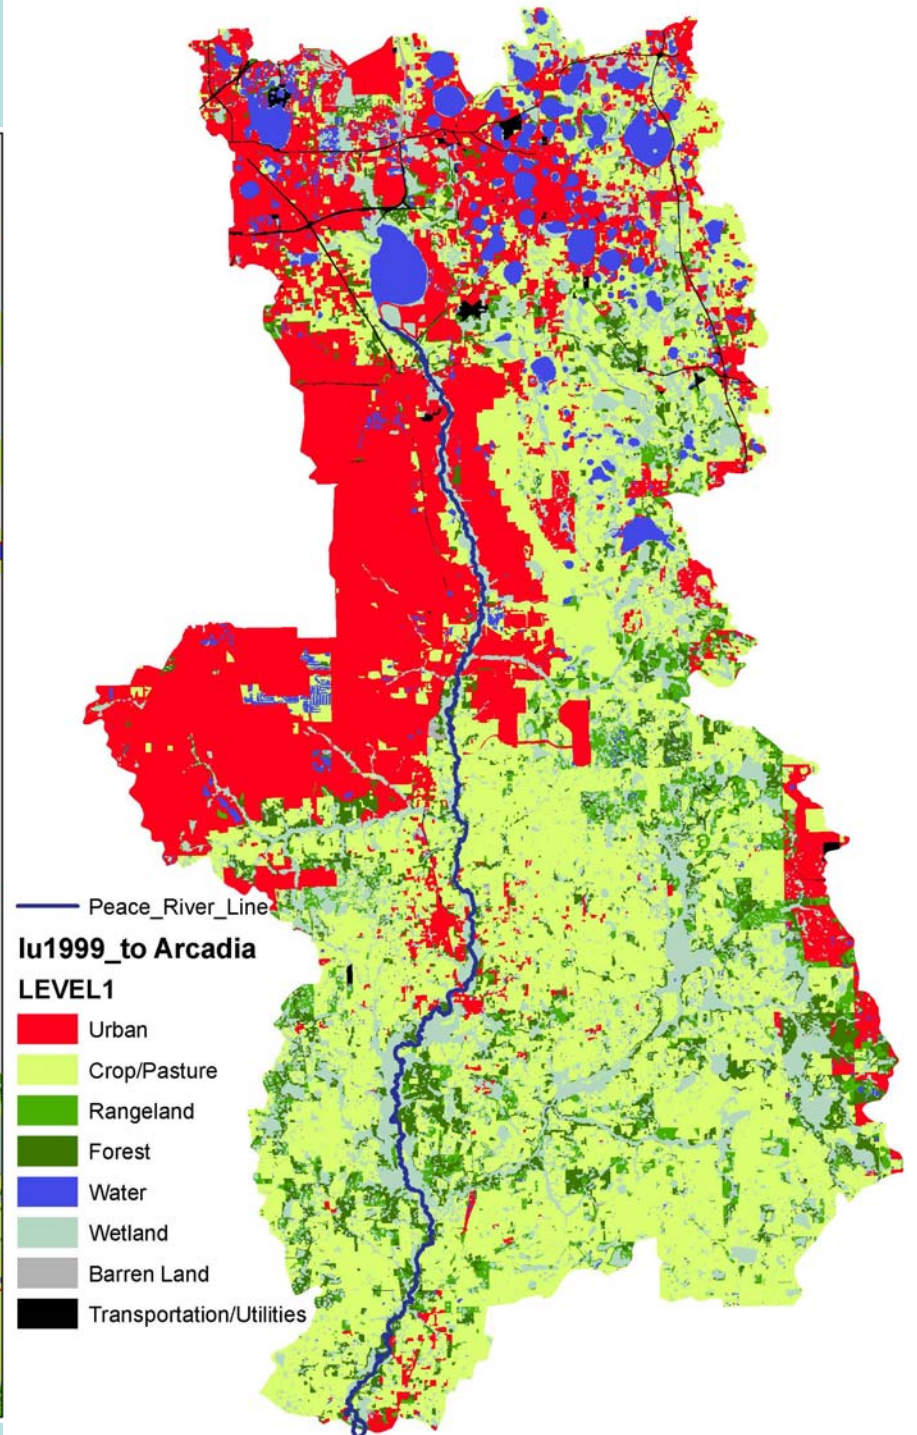 Peace_River_Line
lu1999_to Arcadia
LEVEL1
Urban
Crop/Pasture
Rangeland
Forest
Water
Wetland
Barren Land
Transportation/Utilities